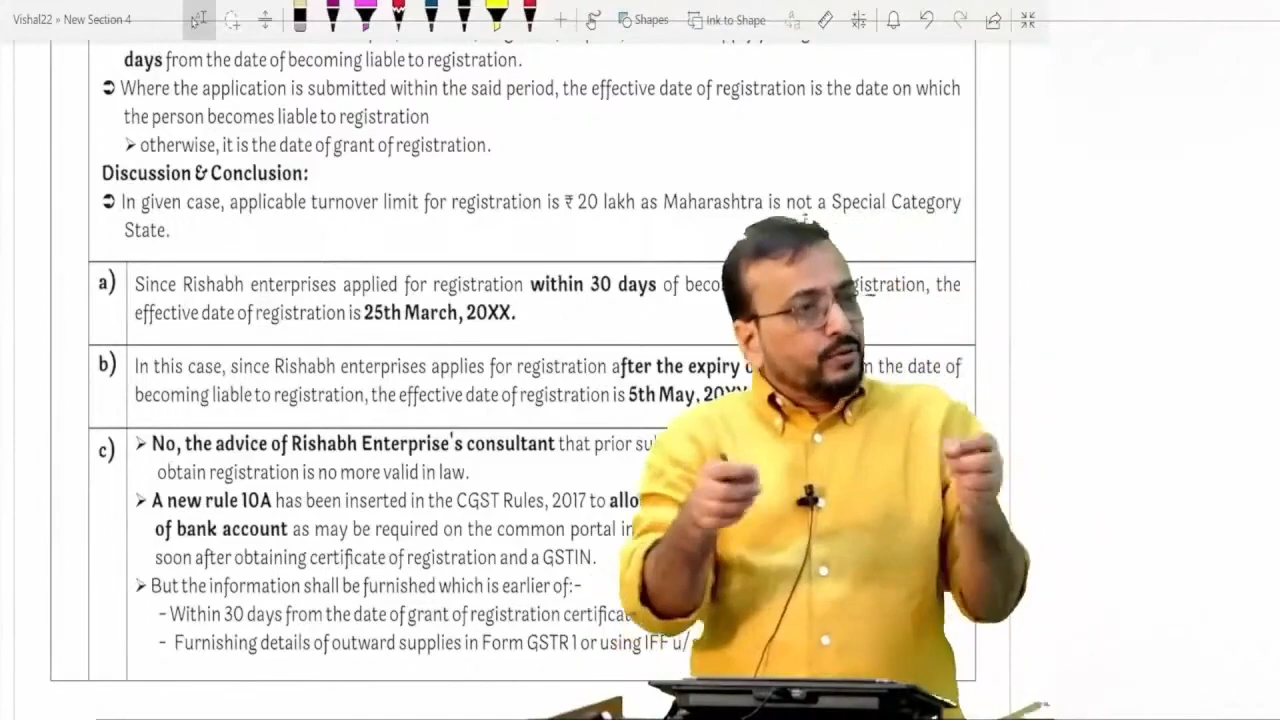 Vishal22 » New Section 4
Shapes
Ink to Shape
days from the date of becoming liable to registration.
➲ Where the application is submitted within the said period, the effective date of registration is the date on which
the person becomes liable to registration
➢ otherwise, it is the date of grant of registration.
Discussion & Conclusion:
➲ In given case, applicable turnover limit for registration is ₹ 20 lakh as Maharashtra is not a Special Category
State.
a) Since Rishabh enterprises applied for registration within 30 days of registration, the
effective date of registration is 25th March, 20XX.
b) In this case, since Rishabh enterprises applies for registration after the expiry the date of
becoming liable to registration, the effective date of registration is 5th May, 20XX
c) ➢ No, the advice of Rishabh Enterprise's consultant that prior
obtain registration is no more valid in law.
➢ A new rule 10A has been inserted in the CGST Rules, 2017 to
of bank account as may be required on the common portal in
soon after obtaining certificate of registration and a GSTIN.
➢ But the information shall be furnished which is earlier of:-
- Within 30 days from the date of grant of registration
- Furnishing details of outward supplies in Form GSTR 1 or using IFF u/